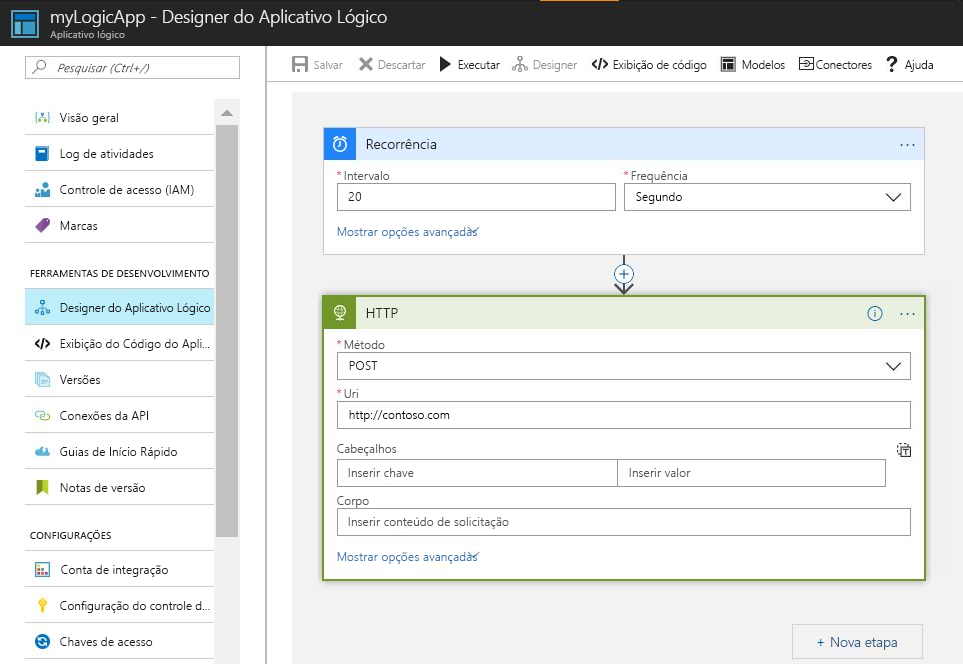 myLogicApp - Designer do Aplicativo Lógico
Aplicativo lógico
Pesquisar (Ctrl+/)
Visão geral
Log de atividades
Controle de acesso (IAM)
Marcas
FERRAMENTAS DE DESENVOLVIMENTO
Designer do Aplicativo Lógico
Exibição do Código do Apli...
Versões
Conexões da API
Guias de Início Rápido
Notas de versão
CONFIGURAÇÕES
Conta de integração
Configuração do controle d...
Chaves de acesso
Salvar Descartar Executar Designer Exibição de código Modelos Conectores Ajuda
Recorrência ...
* Intervalo * Frequência
20 Segundo
Mostrar opções avançadas
HTTP ...
* Método
POST
* Uri
http://contoso.com
Cabeçalhos
Inserir chave Inserir valor
Corpo
Inserir conteúdo de solicitação
Mostrar opções avançadas
+ Nova etapa